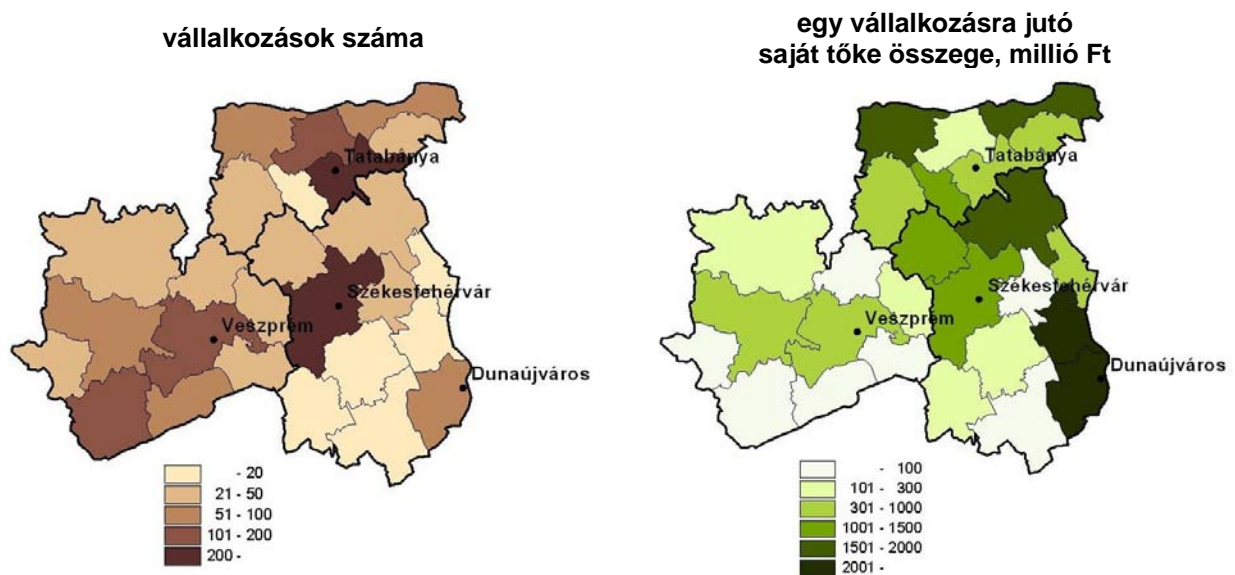 vállalkozások száma
Tatabánya
Székesfehérvár
Veszprém
Dunaújváros
- 20
21 - 50
51 - 100
101 - 200
200 -
egy vállalkozásra jutó
saját tőke összege, millió Ft
Tatabánya
Székesfehérvár
Veszprém
Dunaújváros
- 100
101 - 300
301 - 1000
1001 - 1500
1501 - 2000
2001 -